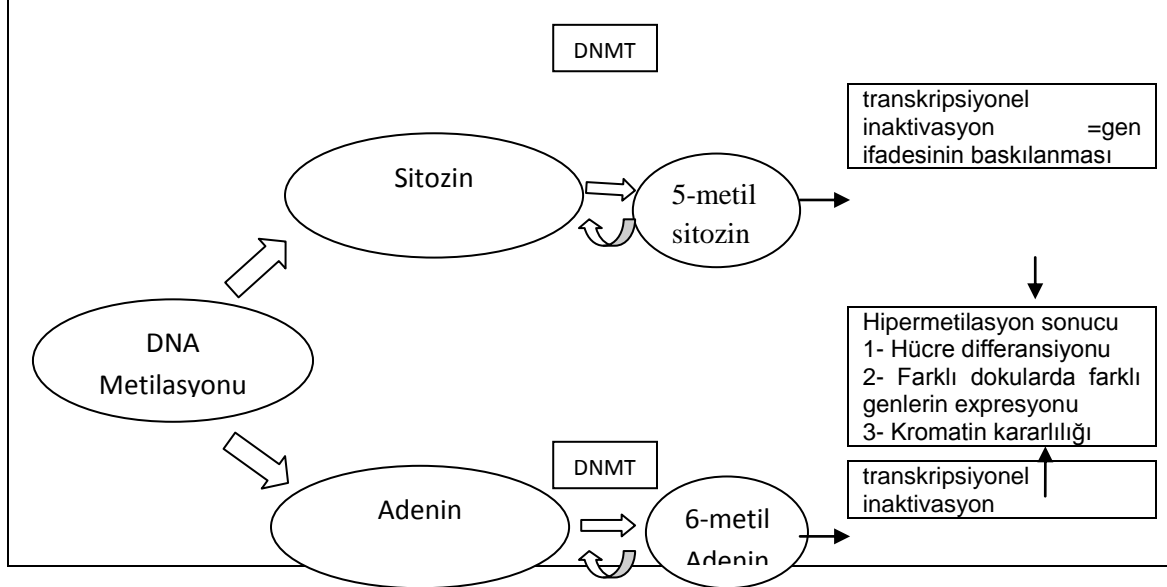 DNMT
transkripsiyonel
inaktivasyon =gen
ifadesinin baskılanması
Sitozin
5-metil
sitozin
DNA
Metilasyonu
Hipermetilasyon sonucu
1- Hücre differansiyonu
2- Farklı dokularda farklı
genlerin expresyonu
3- Kromatin kararlılığı
DNMT
transkripsiyonel
inaktivasyon
Adenin
6-metil
Adenin